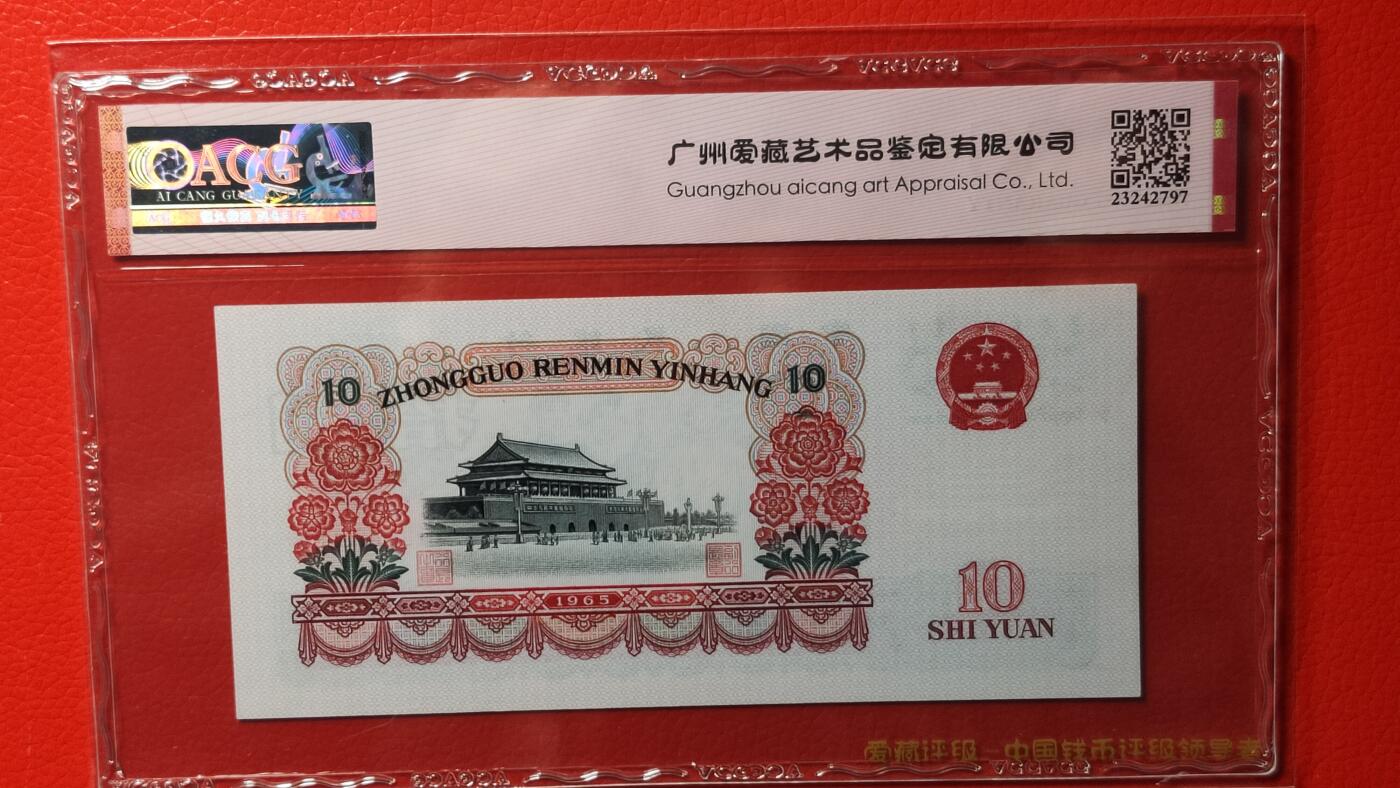 ACG
AI CANG
广州爱藏艺术品鉴定有限公司
Guangzhou aicang art Appraisal Co., Ltd.
23242797
10 ZHONGGUO RENMIN YINHANG 10
1965
10
SHI YUAN
爱藏评级 中国钱币评级领导者